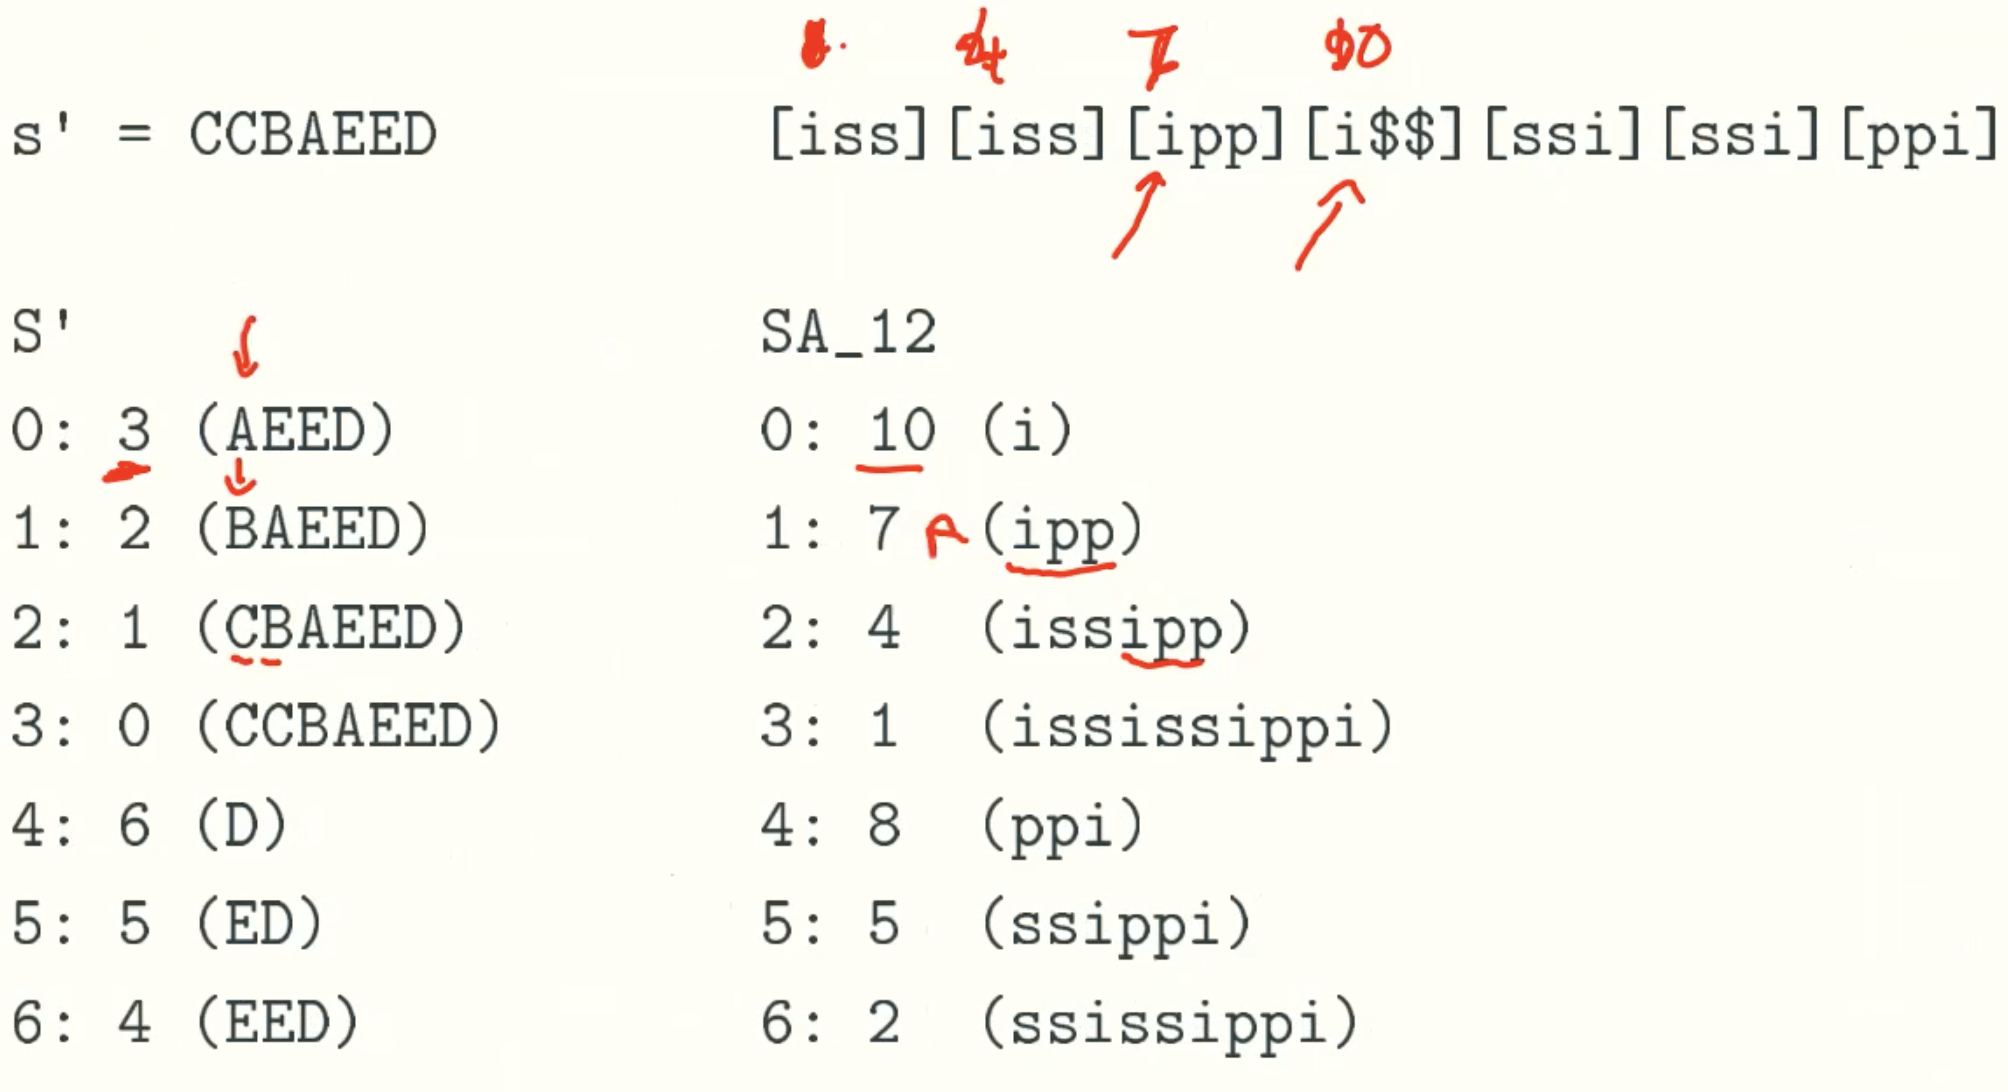 4 7 10
s' = CCBAEED [iss][iss][ipp][i$$][ssi][ssi][ppi]
S' SA_12
0: 3 (AEED) 0: 10 (i)
1: 2 (BAEED) 1: 7 A (ipp)
2: 1 (CBAEED) 2: 4 (issipp)
3: 0 (CCBAEED) 3: 1 (ississippi)
4: 6 (D) 4: 8 (ppi)
5: 5 (ED) 5: 5 (ssippi)
6: 4 (EED) 6: 2 (ssissippi)